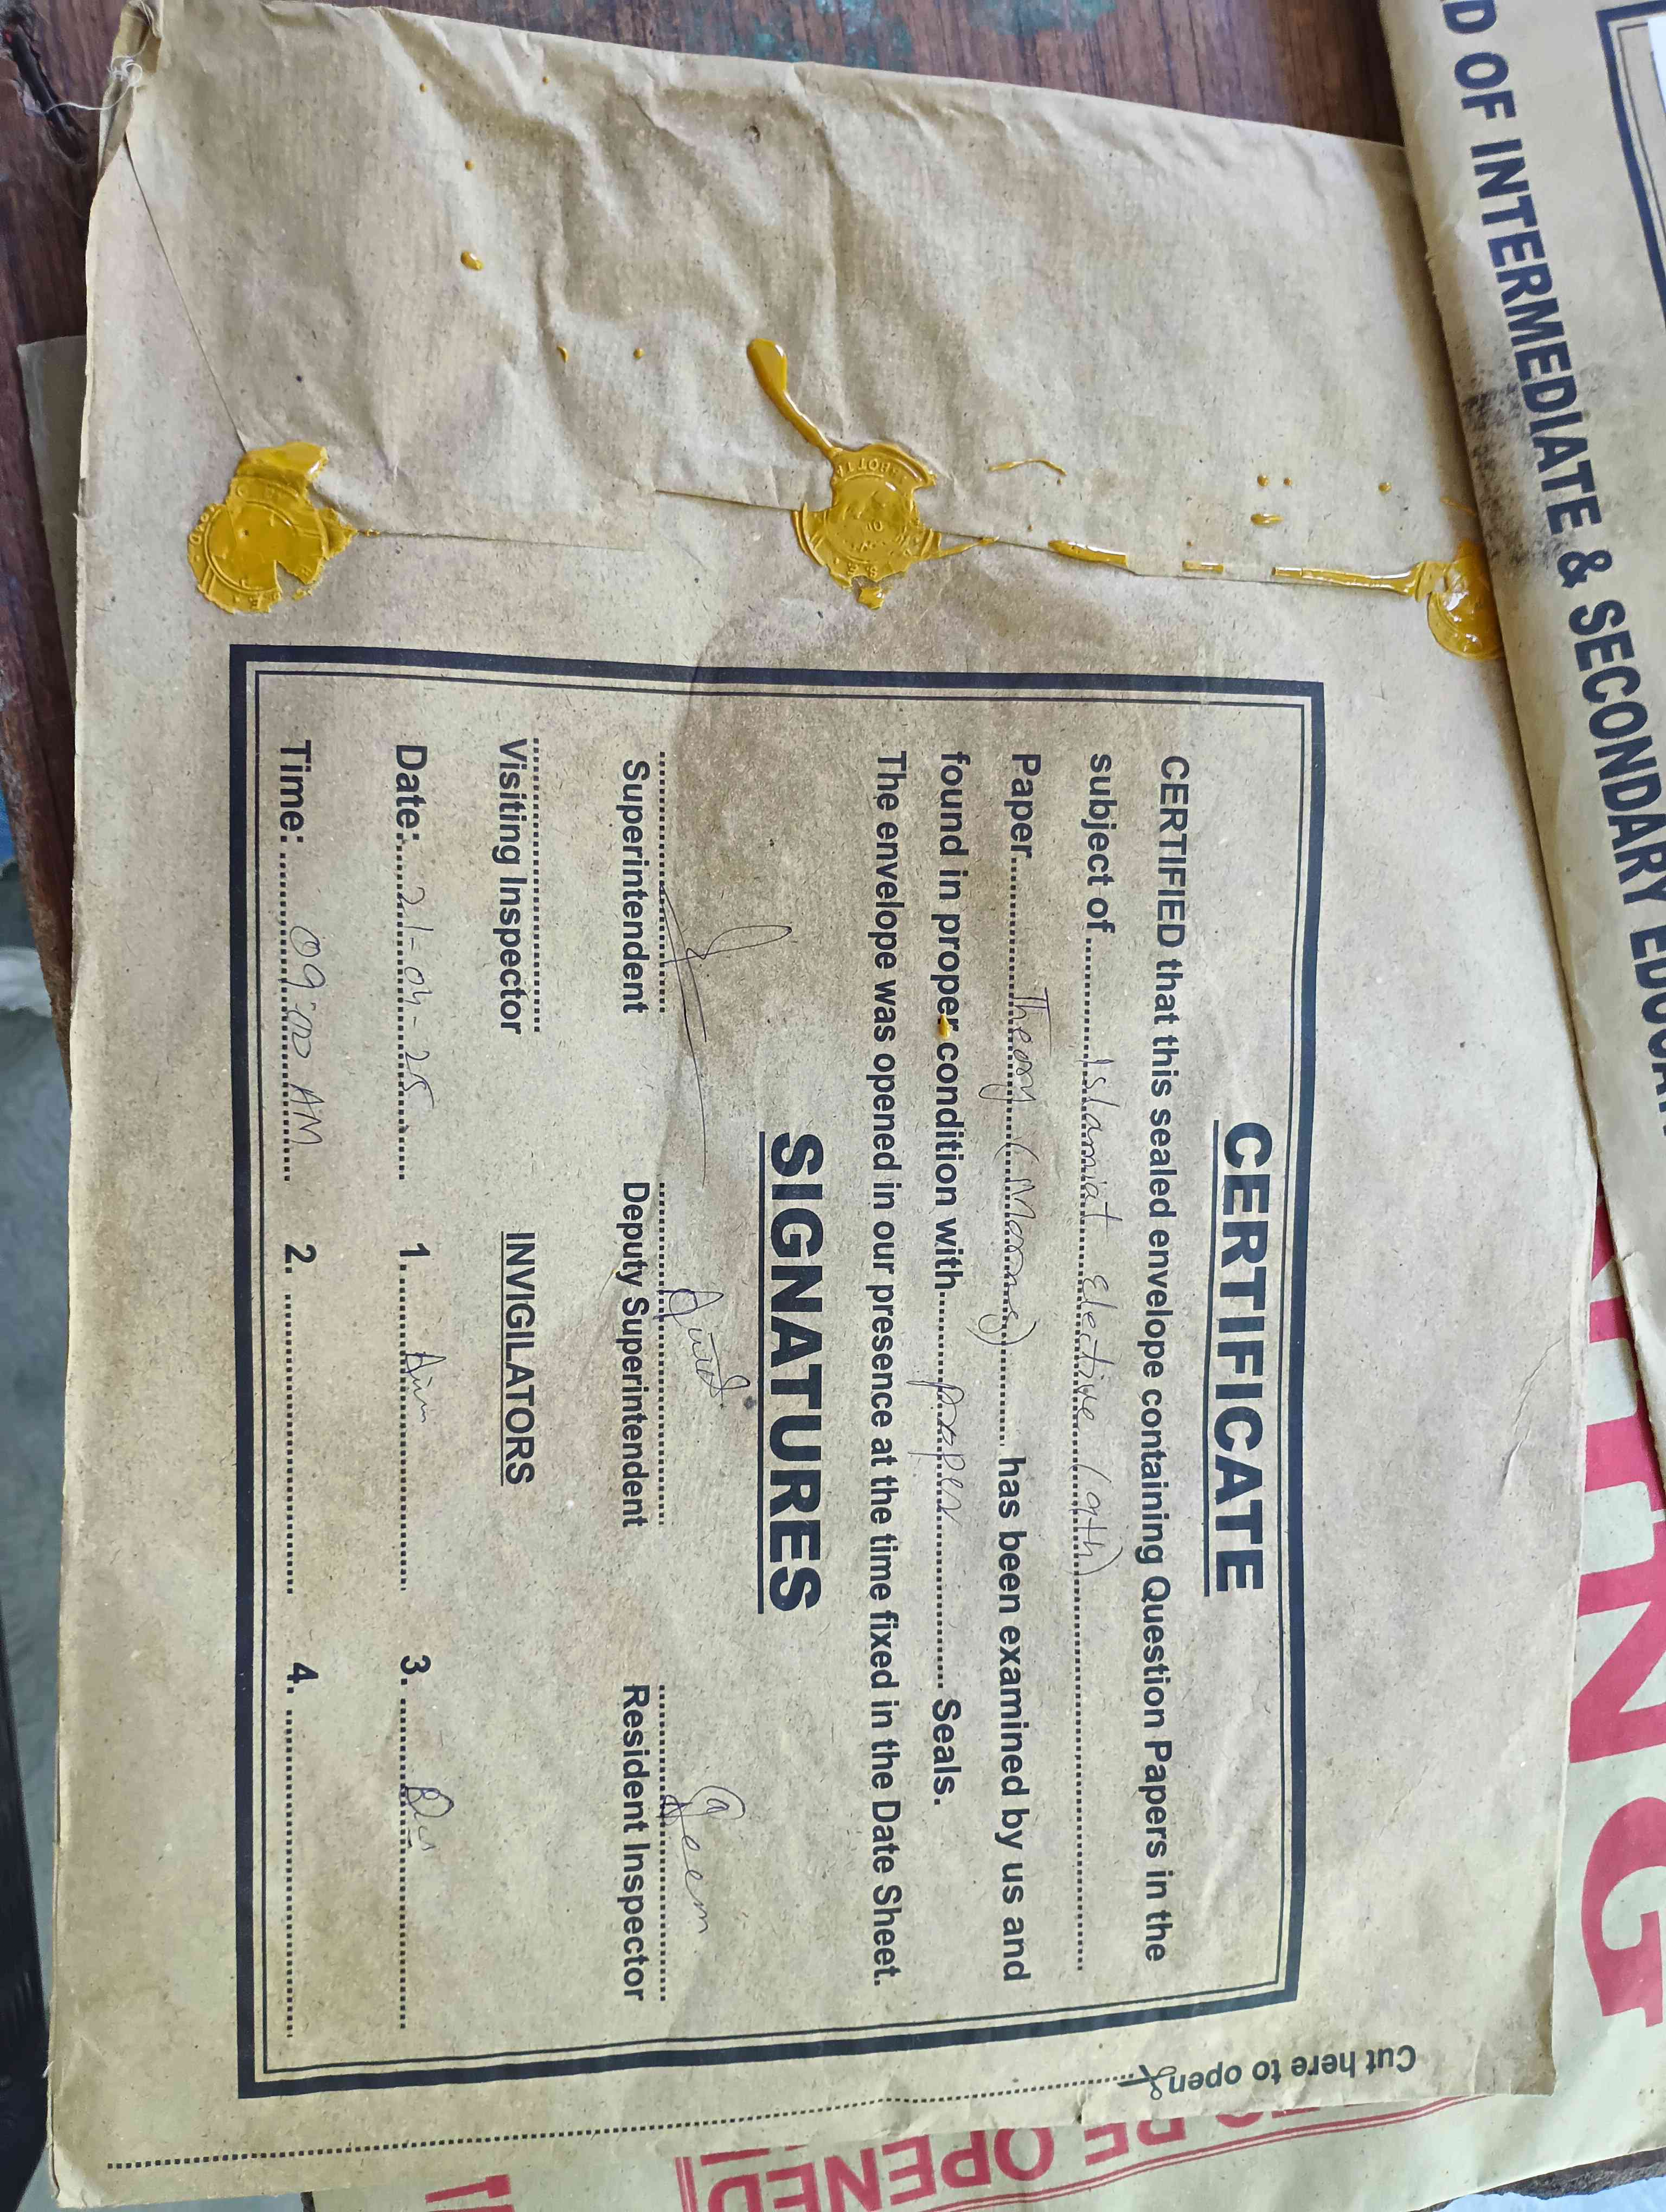 CERTIFICATE
CERTIFIED that this sealed envelope containing Question Papers in the
subject of Islamiat elective (9th)
Paper Theory (Morning) has been examined by us and
found in proper condition with proper Seals.
The envelope was opened in our presence at the time fixed in the Date Sheet.
SIGNATURES
Superintendent Deputy Superintendent Resident Inspector
Visiting Inspector INVIGILATORS
Date: 21-04-25 1. 3.
Time: 09:00 AM 2. 4.
Cut here to open
D OF INTERMEDIATE & SECONDARY EDUCA
TO BE OPENED